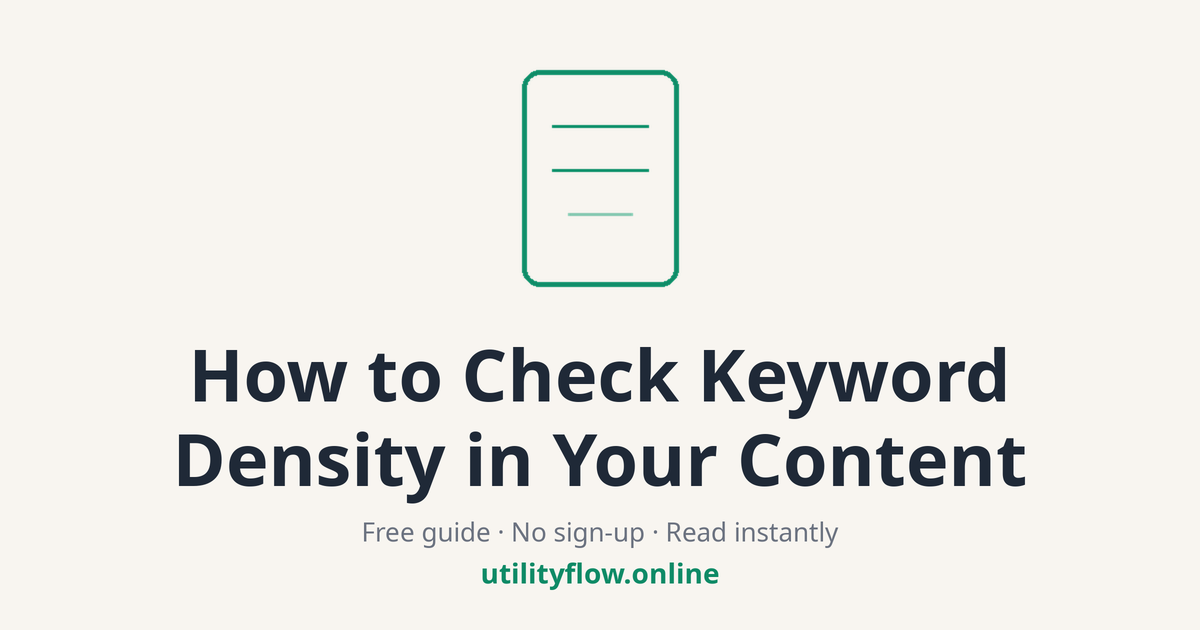 How to Check Keyword
Density in Your Content
Free guide · No sign-up · Read instantly
utilityflow.online